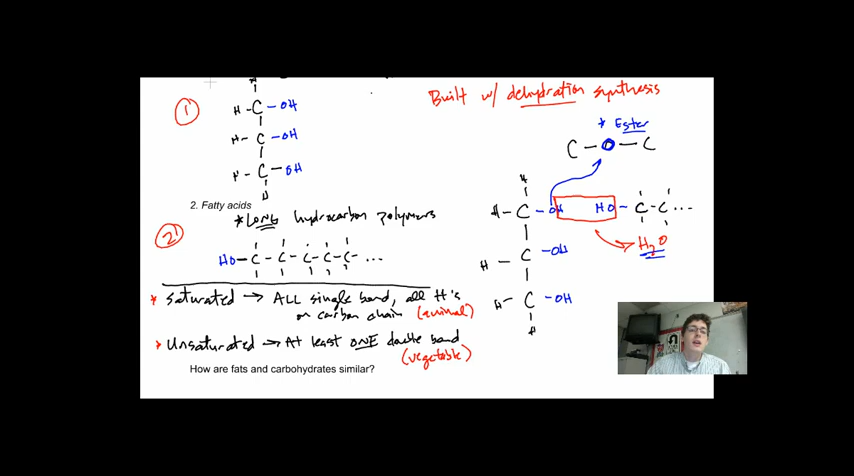 Built w/ dehydration synthesis
1
H - C - OH
H - C - OH
H - C - OH
H
2. Fatty acids
* LONG hydrocarbon polymers
2
HO - C - C - C - C - C - ...
* Saturated → ALL single bond, all H's
on carbon chain (animal)
* Unsaturated → At least ONE double bond
(vegetable)
How are fats and carbohydrates similar?
* Ester
C - O - C
H
H - C - OH HO - C - C ...
H2O
H - C - OH
H - C - OH
H